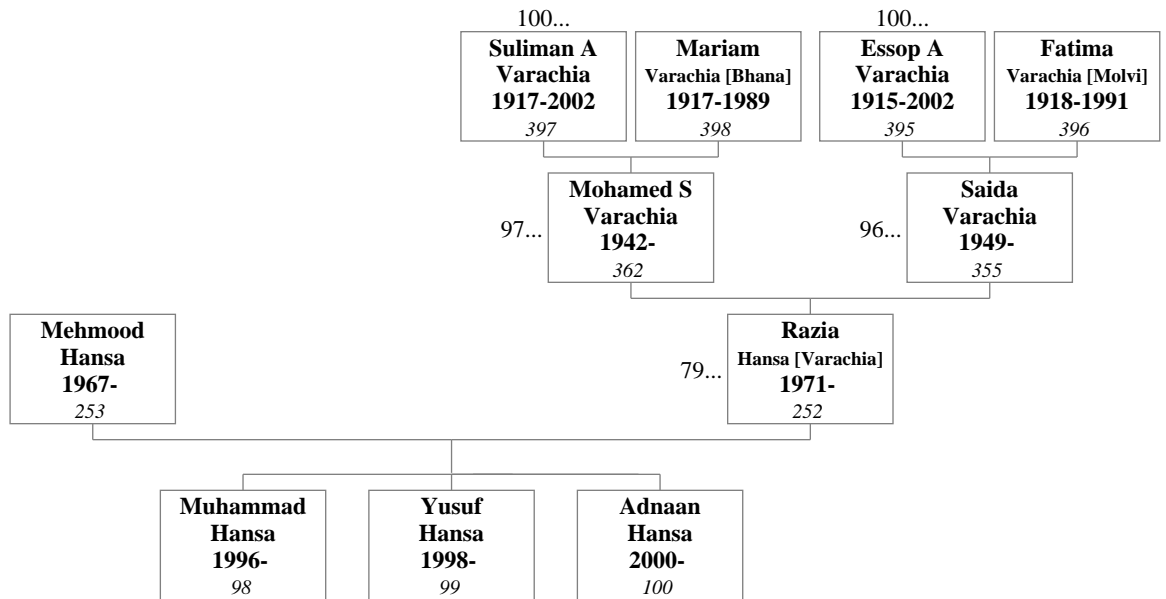 100...
Suliman A
Varachia
1917-2002
397
Mariam
Varachia [Bhana]
1917-1989
398
100...
Essop A
Varachia
1915-2002
395
Fatima
Varachia [Molvi]
1918-1991
396
97...
Mohamed S
Varachia
1942-
362
96...
Saida
Varachia
1949-
355
Mehmood
Hansa
1967-
253
79...
Razia
Hansa [Varachia]
1971-
252
Muhammad
Hansa
1996-
98
Yusuf
Hansa
1998-
99
Adnaan
Hansa
2000-
100